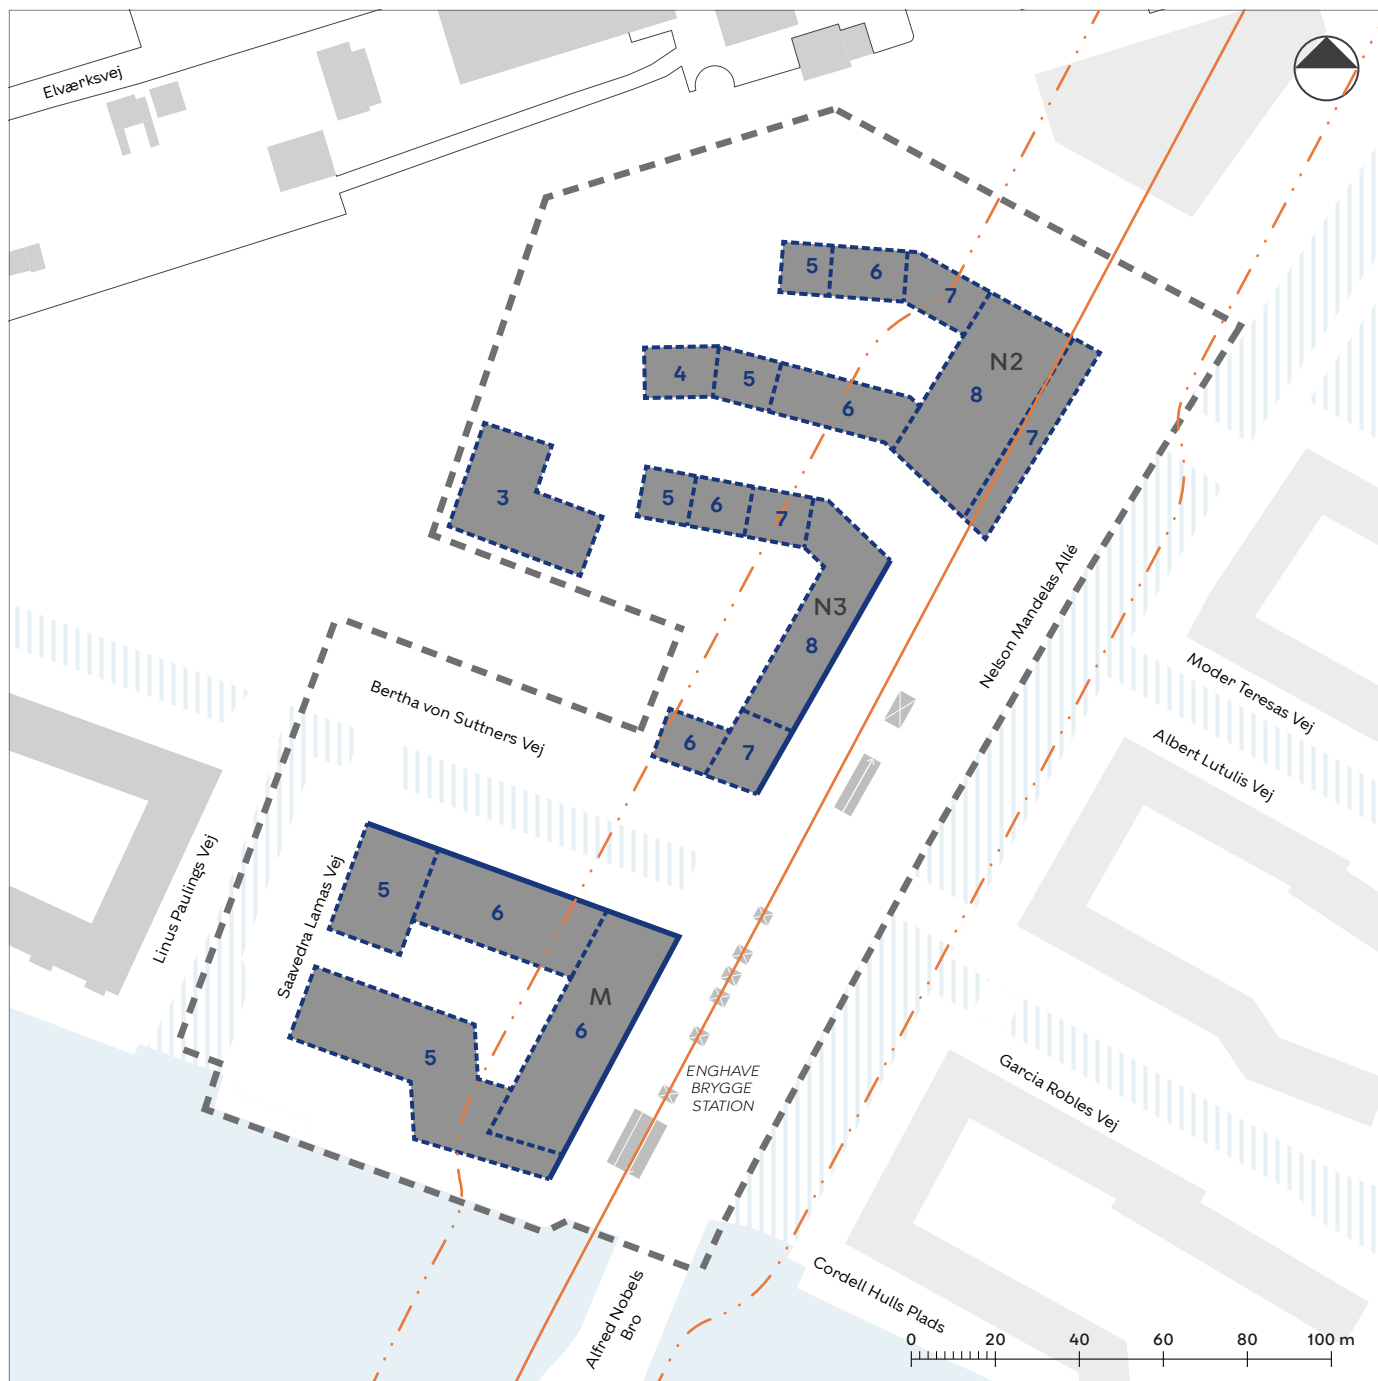 Elværksvej
5
6
7
N2
4
5
6
8
7
3
5
6
7
N3
8
Nelson Mandelas Allé
Moder Teresas Vej
Bertha von Suttners Vej
6
7
Albert Lutulis Vej
Linus Paulings Vej
Saavedra Lamas Vej
5
6
M
6
5
ENGHAVE
BRYGGE
STATION
Garcia Robles Vej
Cordell Hulls Plads
Alfred Nobels
Bro
0 20 40 60 80 100 m